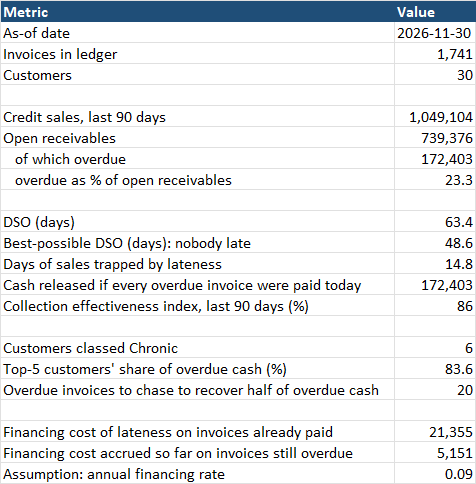 Metric Value
As-of date 2026-11-30
Invoices in ledger 1,741
Customers 30
Credit sales, last 90 days 1,049,104
Open receivables 739,376
of which overdue 172,403
overdue as % of open receivables 23.3
DSO (days) 63.4
Best-possible DSO (days): nobody late 48.6
Days of sales trapped by lateness 14.8
Cash released if every overdue invoice were paid today 172,403
Collection effectiveness index, last 90 days (%) 86
Customers classed Chronic 6
Top-5 customers' share of overdue cash (%) 83.6
Overdue invoices to chase to recover half of overdue cash 20
Financing cost of lateness on invoices already paid 21,355
Financing cost accrued so far on invoices still overdue 5,151
Assumption: annual financing rate 0.09